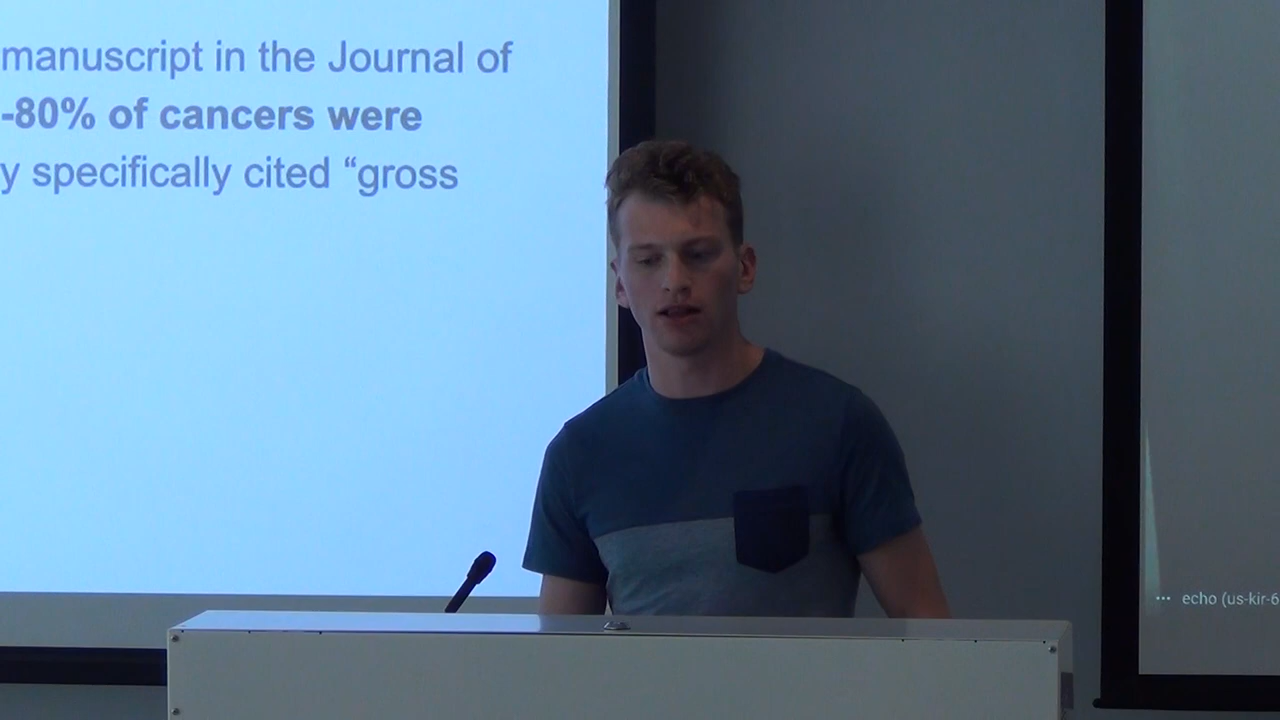 manuscript in the Journal of
-80% of cancers were
y specifically cited “gross
••• echo (us-kir-6